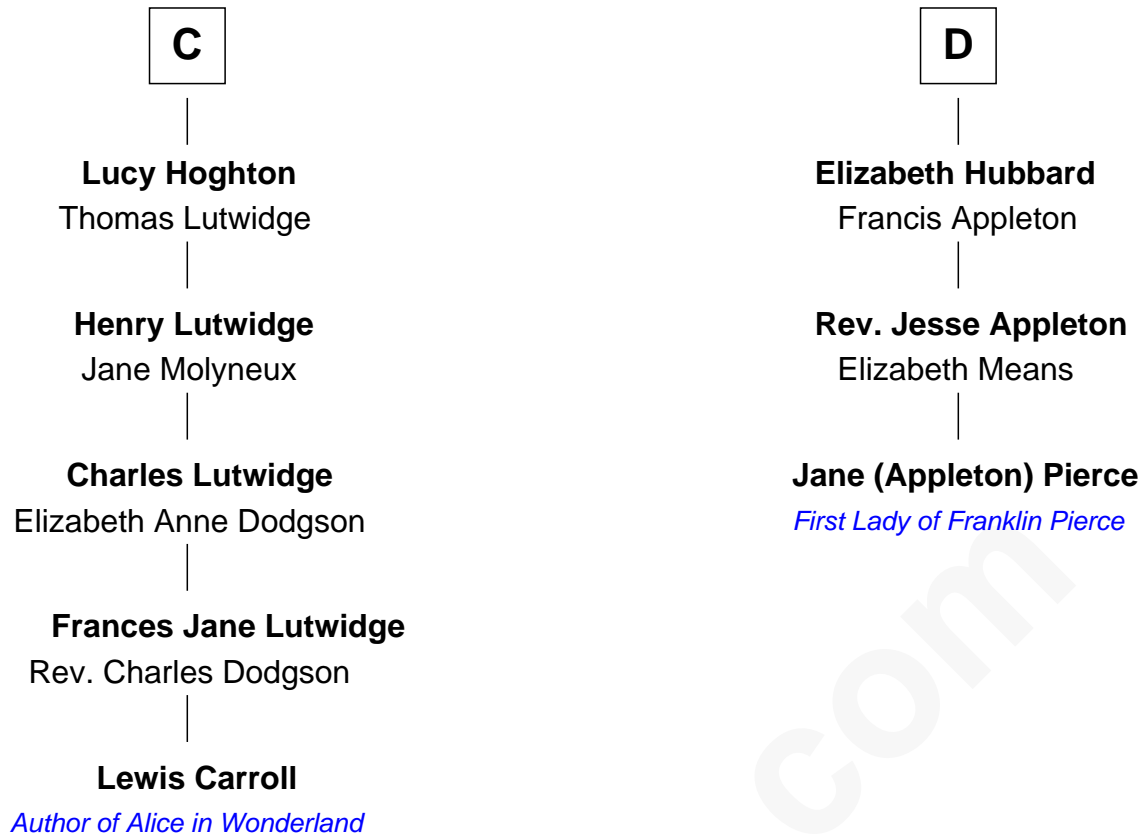 C
Lucy Hoghton
Thomas Lutwidge
Henry Lutwidge
Jane Molyneux
Charles Lutwidge
Elizabeth Anne Dodgson
Frances Jane Lutwidge
Rev. Charles Dodgson
Lewis Carroll
Author of Alice in Wonderland
D
Elizabeth Hubbard
Francis Appleton
Rev. Jesse Appleton
Elizabeth Means
Jane (Appleton) Pierce
First Lady of Franklin Pierce
com